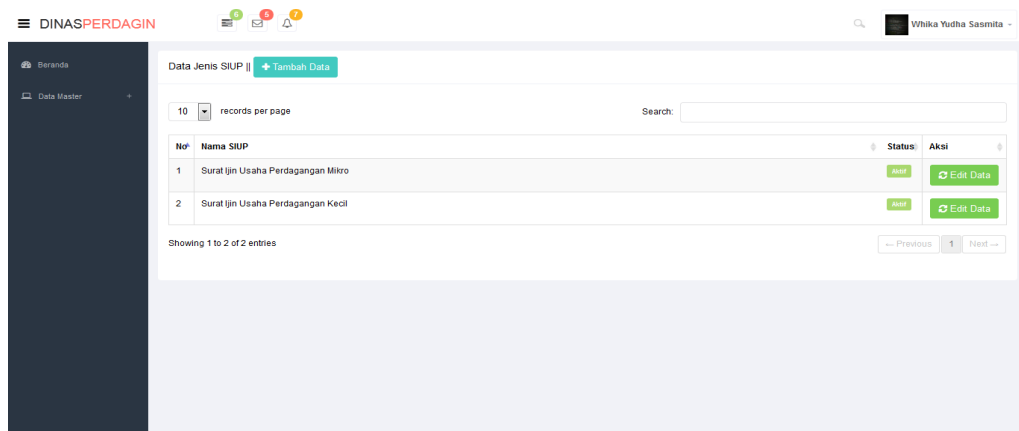 DINASPERDAGIN
6
5
7
Whika Yudha Sasmita
Beranda
Data Master +
Data Jenis SIUP || + Tambah Data
10 records per page
Search:
No Nama SIUP Status Aksi
1 Surat Ijin Usaha Perdagangan Mikro Aktif Edit Data
2 Surat Ijin Usaha Perdagangan Kecil Aktif Edit Data
Showing 1 to 2 of 2 entries
← Previous 1 Next →